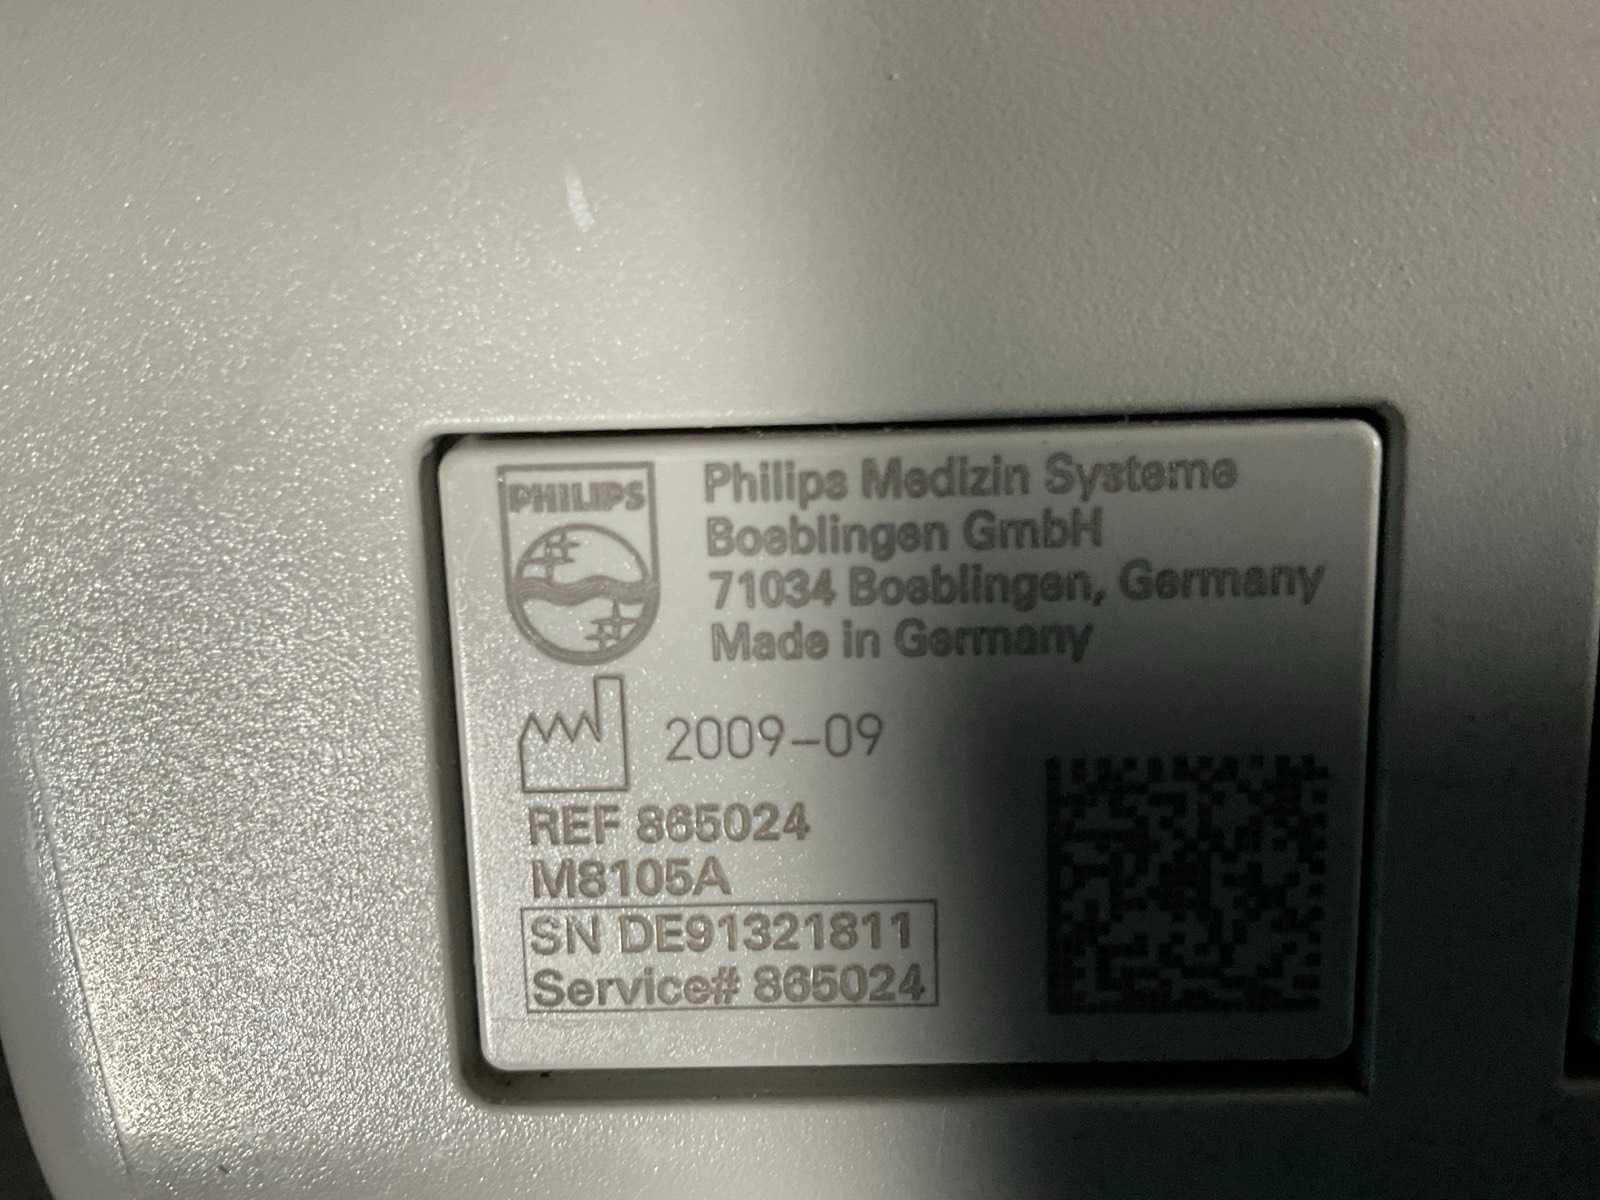 PHILIPS
Philips Medizin Systeme
Boeblingen GmbH
71034 Boeblingen, Germany
Made in Germany
2009-09
REF 865024
M8105A
SN DE91321811
Service# 865024